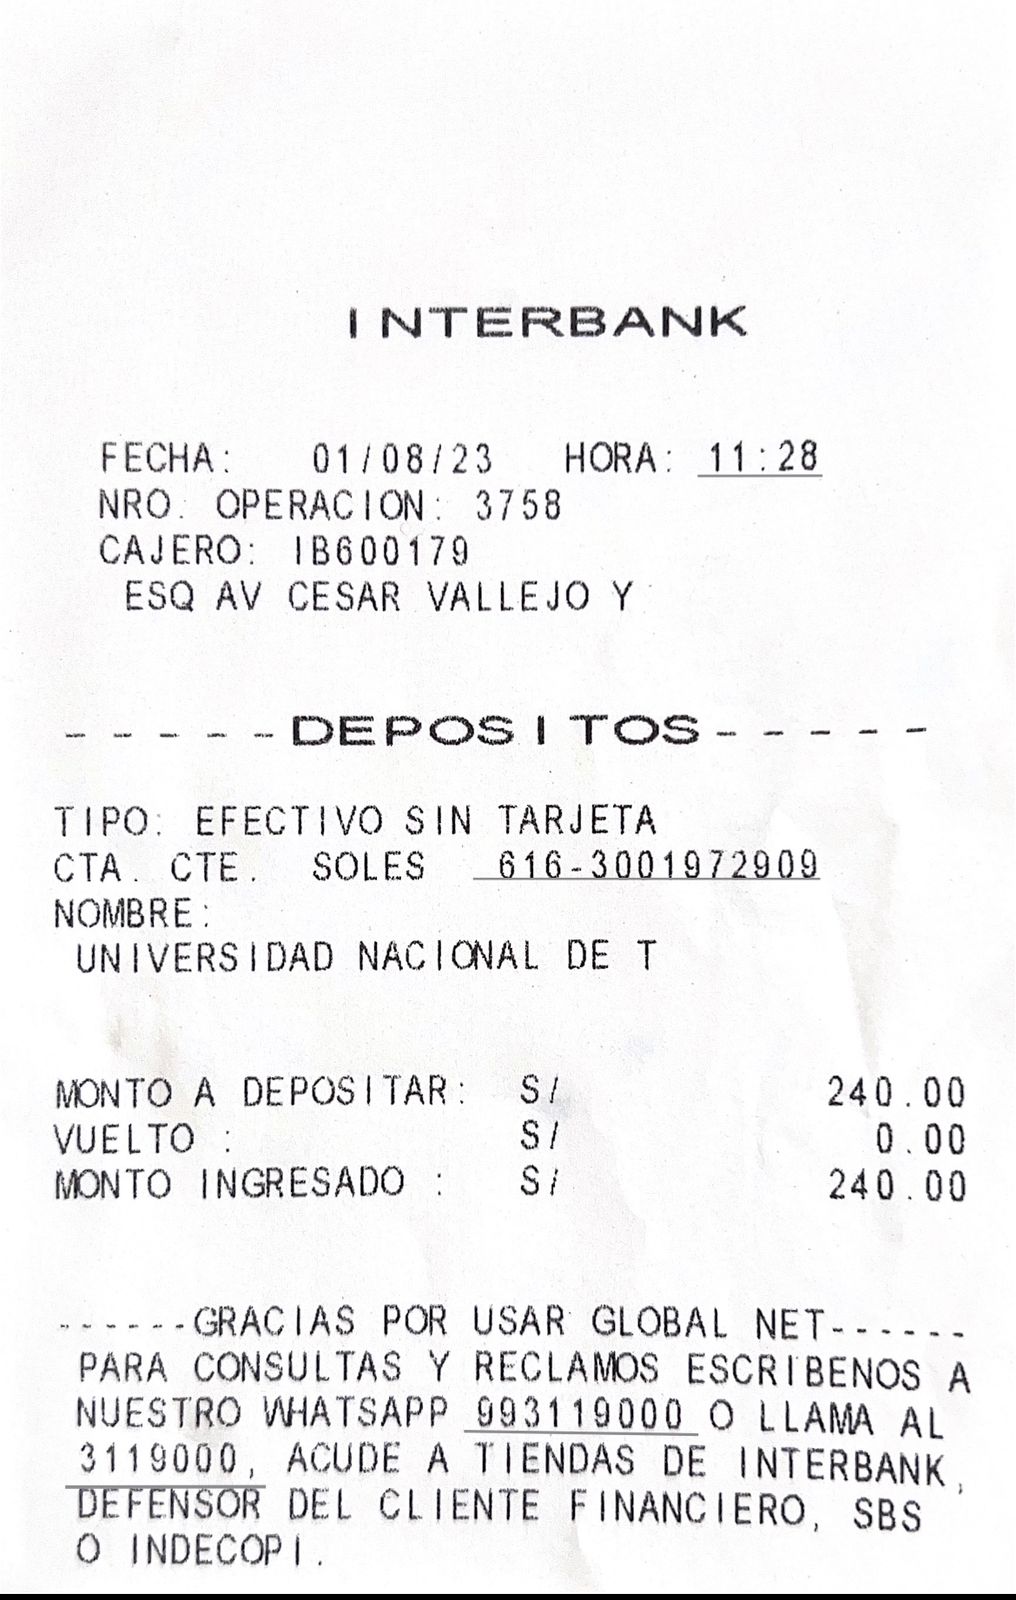 INTERBANK
FECHA: 01/08/23 HORA: 11:28
NRO. OPERACION: 3758
CAJERO: IB600179
ESQ AV CESAR VALLEJO Y
-----DEPOSITOS-----
TIPO: EFECTIVO SIN TARJETA
CTA. CTE. SOLES 616-3001972909
NOMBRE:
UNIVERSIDAD NACIONAL DE T
MONTO A DEPOSITAR: S/ 240.00
VUELTO : S/ 0.00
MONTO INGRESADO : S/ 240.00
------GRACIAS POR USAR GLOBAL NET------
PARA CONSULTAS Y RECLAMOS ESCRIBENOS A
NUESTRO WHATSAPP 993119000 O LLAMA AL
3119000, ACUDE A TIENDAS DE INTERBANK,
DEFENSOR DEL CLIENTE FINANCIERO, SBS
O INDECOPI.